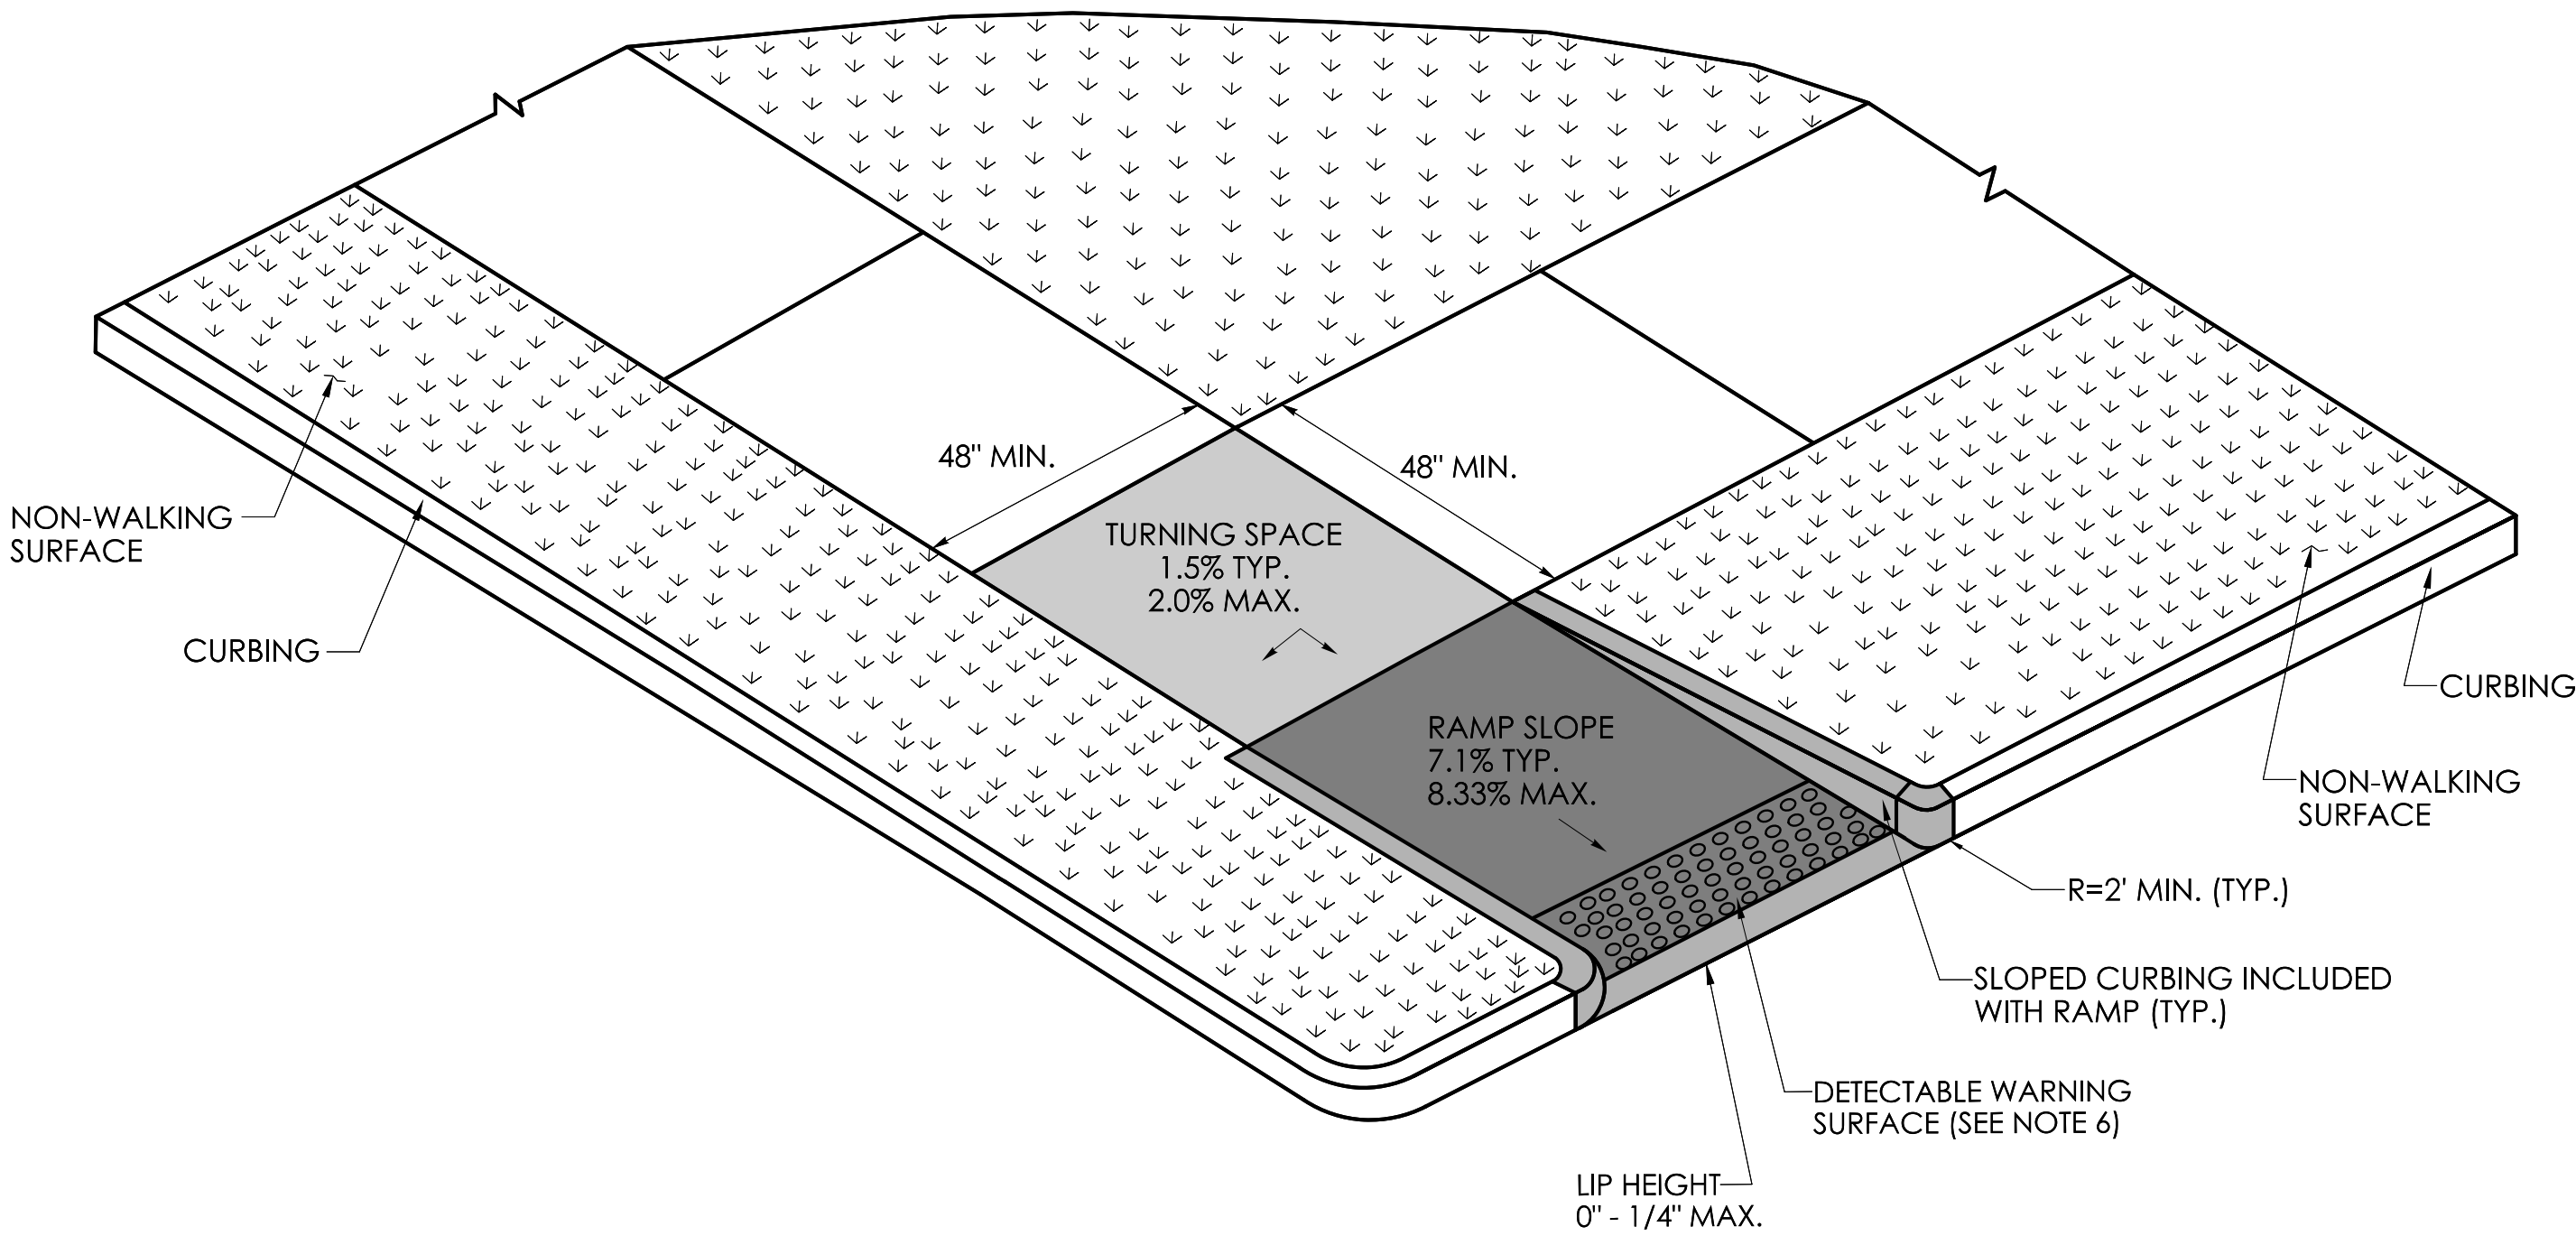 48" MIN.
48" MIN.
NON-WALKING
SURFACE
TURNING SPACE
1.5% TYP.
2.0% MAX.
CURBING
CURBING
RAMP SLOPE
7.1% TYP.
8.33% MAX.
NON-WALKING
SURFACE
R=2' MIN. (TYP.)
SLOPED CURBING INCLUDED
WITH RAMP (TYP.)
DETECTABLE WARNING
SURFACE (SEE NOTE 6)
LIP HEIGHT
0" - 1/4" MAX.